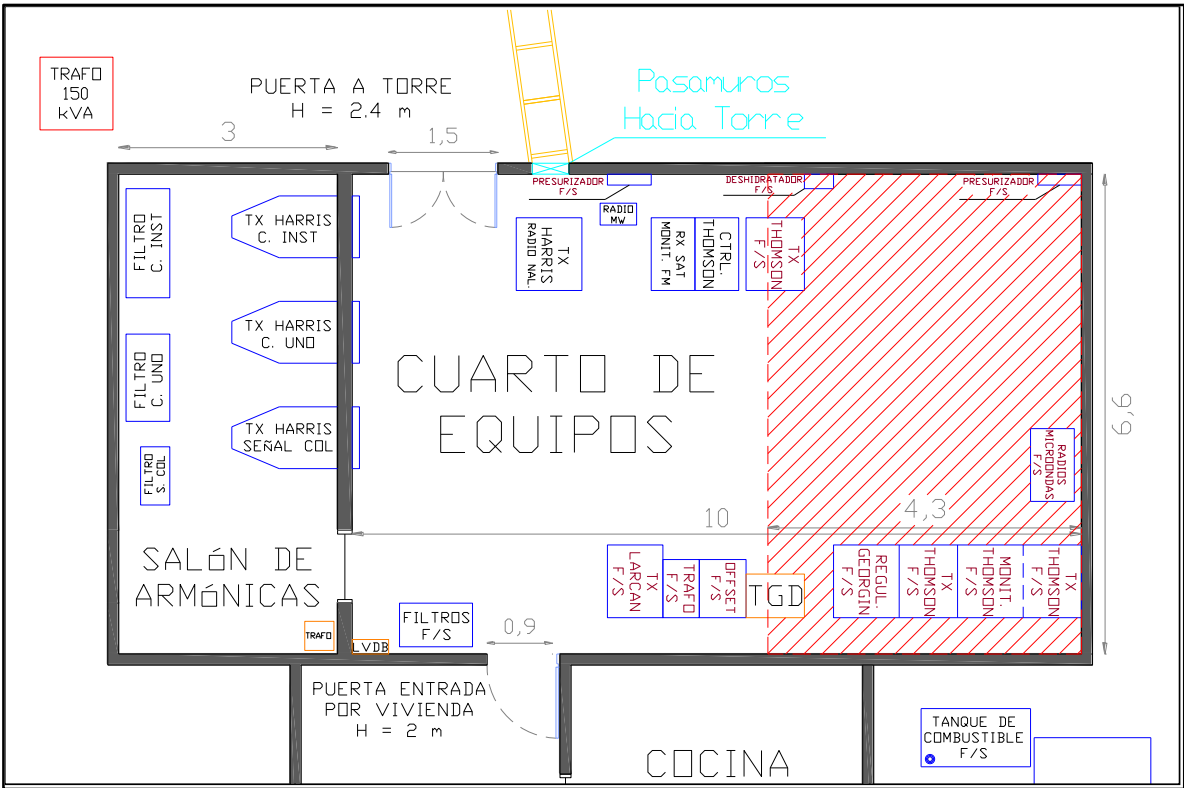 TRAFO
150
kVA
PUERTA A TORRE
H = 2.4 m
Pasamuros
Hacia Torre
3
1,5
PRESURIZADOR
F/S
DESHIDRATADOR
F/S
PRESURIZADOR
F/S
RADIO
MW
FILTRO
C. INST
TX HARRIS
C. INST
TX
HARRIS
RADIO NAL.
RX SAT
MONIT. FM
CTRL.
THOMSON
TX
THOMSON
F/S
FILTRO
C. UNO
TX HARRIS
C. UNO
CUARTO DE
EQUIPOS
9,6
FILTRO
S. COL
TX HARRIS
SEÑAL COL
RADIOS
MICROONDAS
F/S
10
4,3
SALóN DE
ARMóNICAS
TX
LARCAN
F/S
TRAFO
F/S
OFFSET
F/S
TGD
REGUL.
GEORGIN
F/S
TX
THOMSON
F/S
MONIT.
THOMSON
TX
THOMSON
F/S
TRAFO
LVDB
FILTROS
F/S
0,9
PUERTA ENTRADA
POR VIVIENDA
H = 2 m
COCINA
TANQUE DE
COMBUSTIBLE
F/S